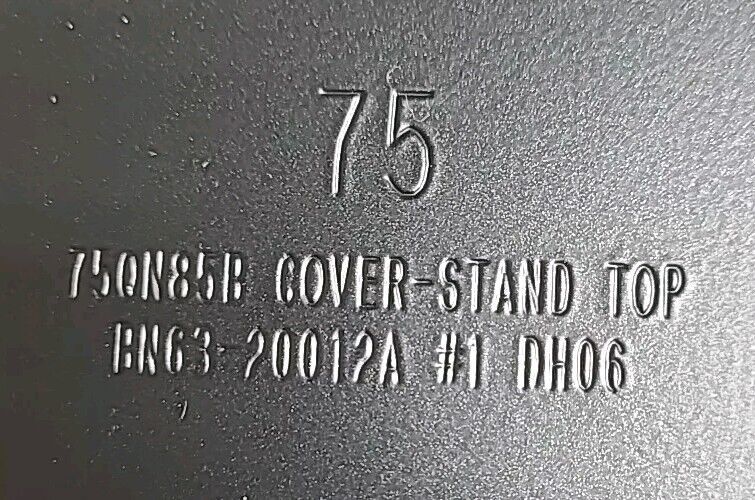 75
75QN85B COVER-STAND TOP
BN63-20012A #1 DH06